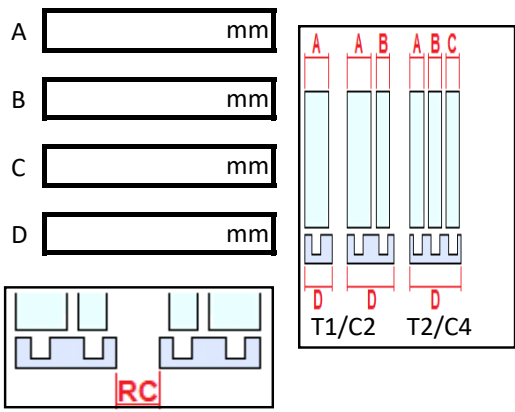 A mm
B mm
C mm
D mm
A A B A B C
D D D
T1/C2 T2/C4
RC